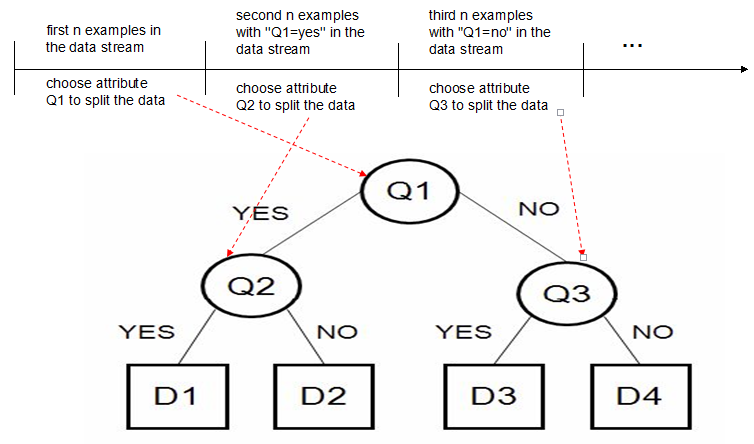 first n examples in
the data stream
second n examples
with "Q1=yes" in the
data stream
third n examples
with "Q1=no" in the
data stream
...
choose attribute
Q1 to split the data
choose attribute
Q2 to split the data
choose attribute
Q3 to split the data
Q1
YES
NO
Q2
Q3
YES
NO
YES
NO
D1
D2
D3
D4